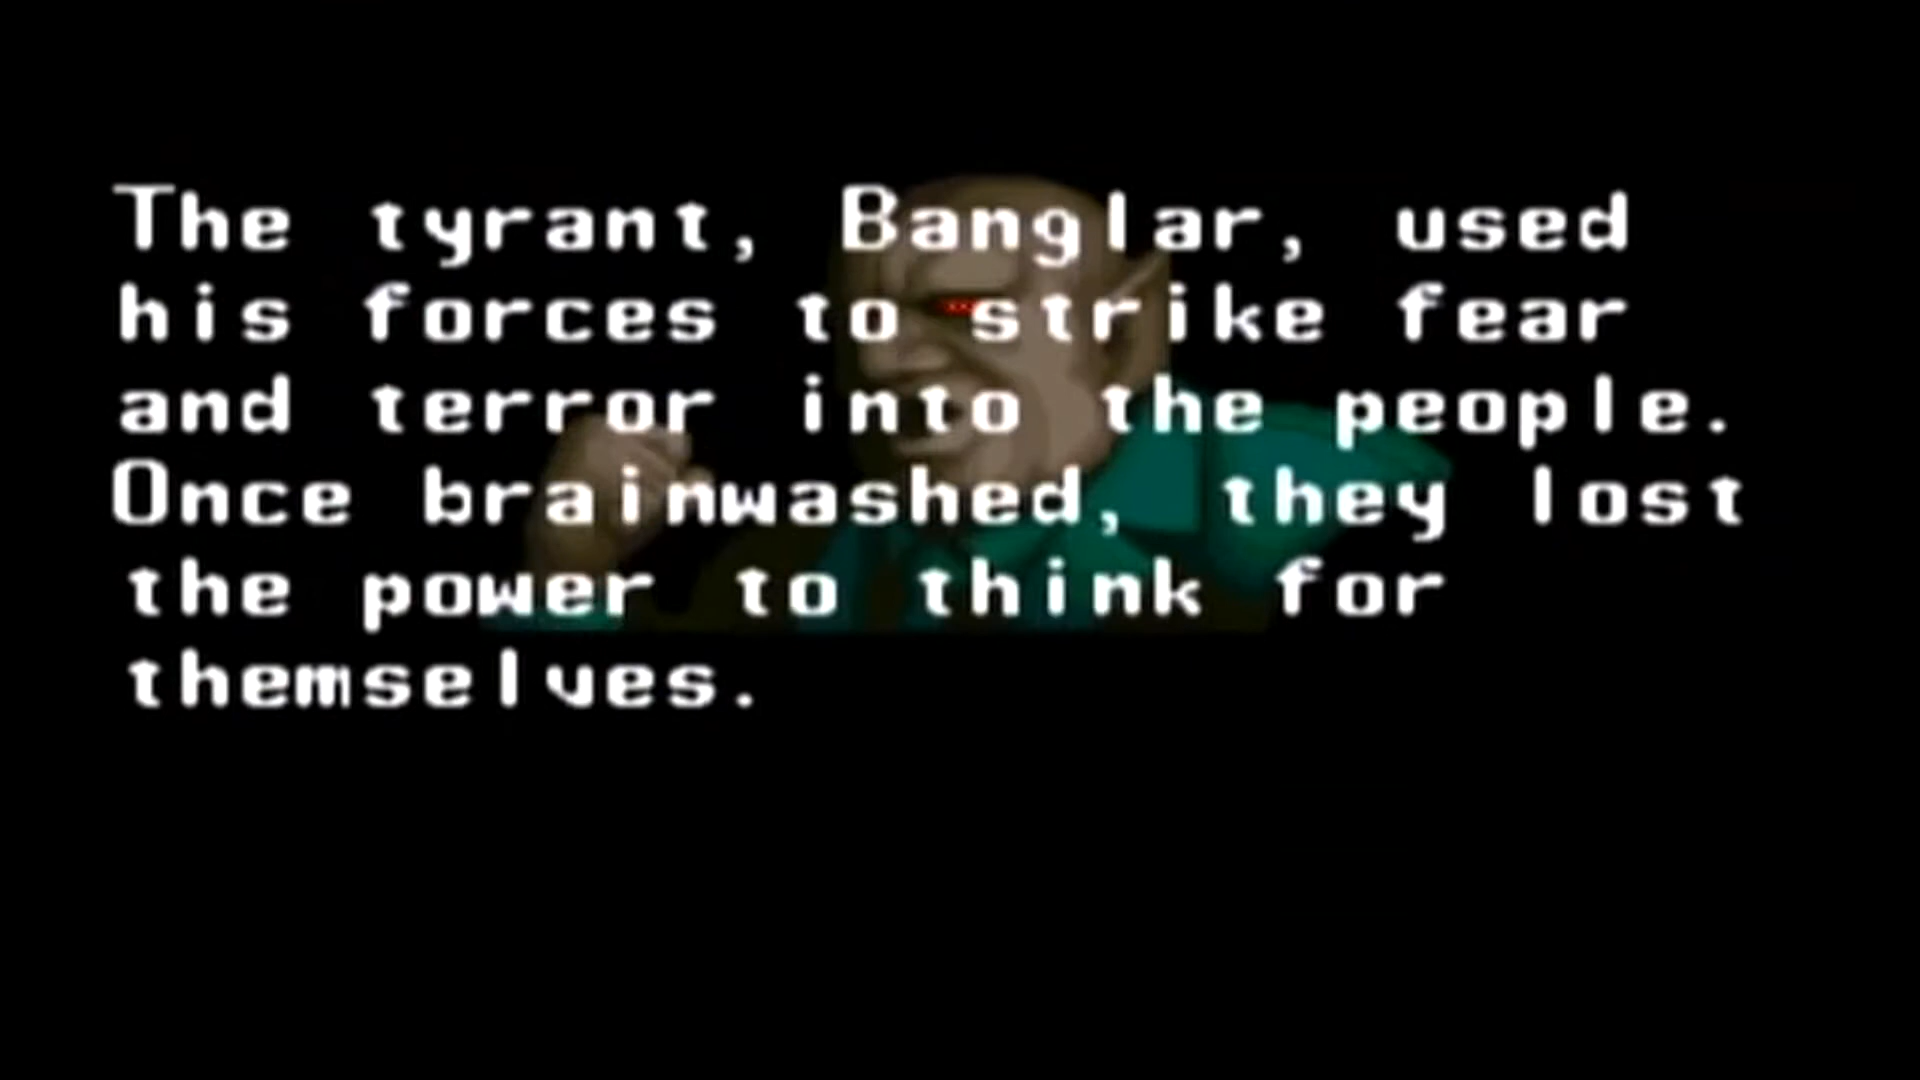 The tyrant, Banglar, used
his forces to strike fear
and terror into the people.
Once brainwashed, they lost
the power to think for
themselves.